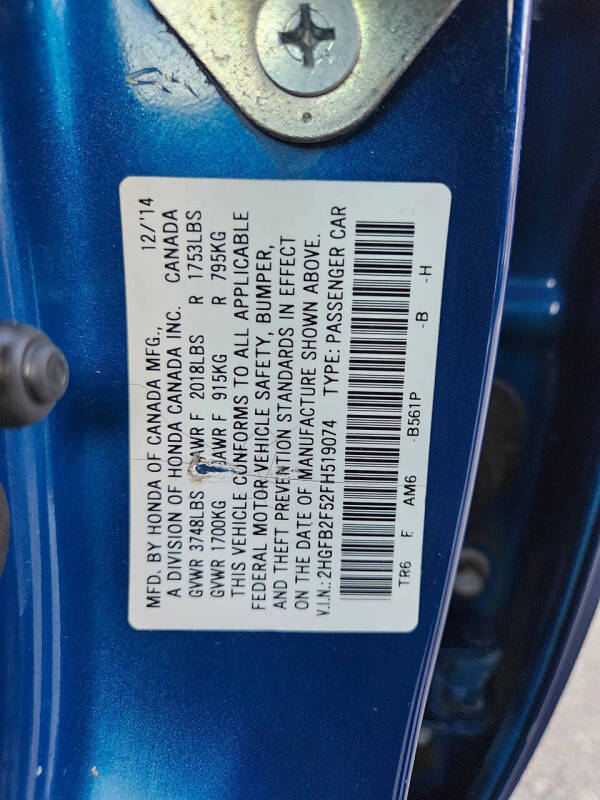 MFD. BY HONDA OF CANADA MFG., 12/'14
A DIVISION OF HONDA CANADA INC. CANADA
GVWR 3748LBS GAWR F 2018LBS R 1753LBS
GVWR 1700KG GAWR F 915KG R 795KG
THIS VEHICLE CONFORMS TO ALL APPLICABLE
FEDERAL MOTOR VEHICLE SAFETY, BUMPER,
AND THEFT PREVENTION STANDARDS IN EFFECT
ON THE DATE OF MANUFACTURE SHOWN ABOVE.
V.I.N.:2HGFB2F52FH519074 TYPE: PASSENGER CAR
TR6 F AM6 -B561P -B -H